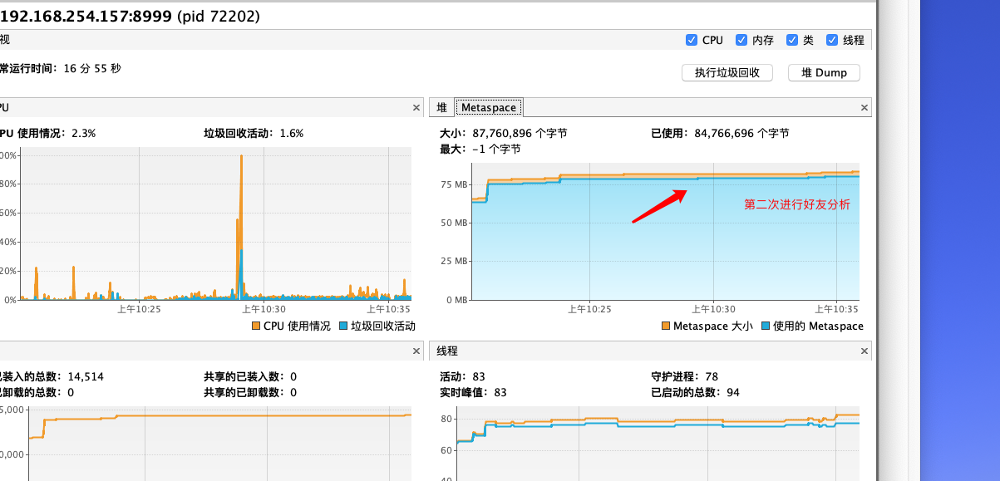 192.168.254.157:8999 (pid 72202)
视
CPU 内存 类 线程
常运行时间: 16 分 55 秒
执行垃圾回收 堆 Dump
PU ×
堆 Metaspace ×
PU 使用情况: 2.3% 垃圾回收活动: 1.6%
大小: 87,760,896 个字节 已使用: 84,766,696 个字节
最大: -1 个字节
00%
80%
60%
40%
20%
0%
上午10:25 上午10:30 上午10:35
CPU 使用情况 垃圾回收活动
75 MB
50 MB
25 MB
0 MB
第二次进行好友分析
上午10:25 上午10:30 上午10:35
Metaspace 大小 使用的 Metaspace
×
线程 ×
已装入的总数: 14,514 共享的已装入数: 0
已卸载的总数: 0 共享的已卸载数: 0
活动: 83 守护进程: 78
实时峰值: 83 已启动的总数: 94
5,000
0,000
80
60
40